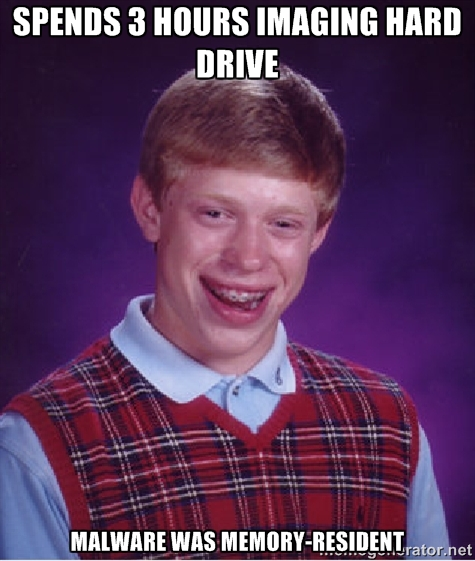 SPENDS 3 HOURS IMAGING HARD
DRIVE
MALWARE WAS MEMORY-RESIDENT